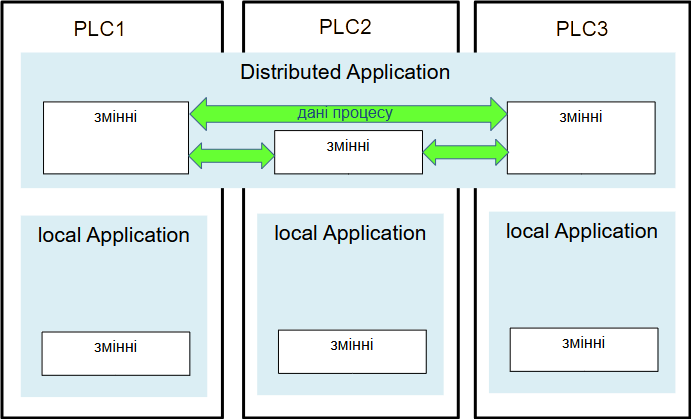 PLC1
PLC2
PLC3
Distributed Application
змінні
дані процесу
змінні
змінні
local Application
local Application
local Application
змінні
змінні
змінні